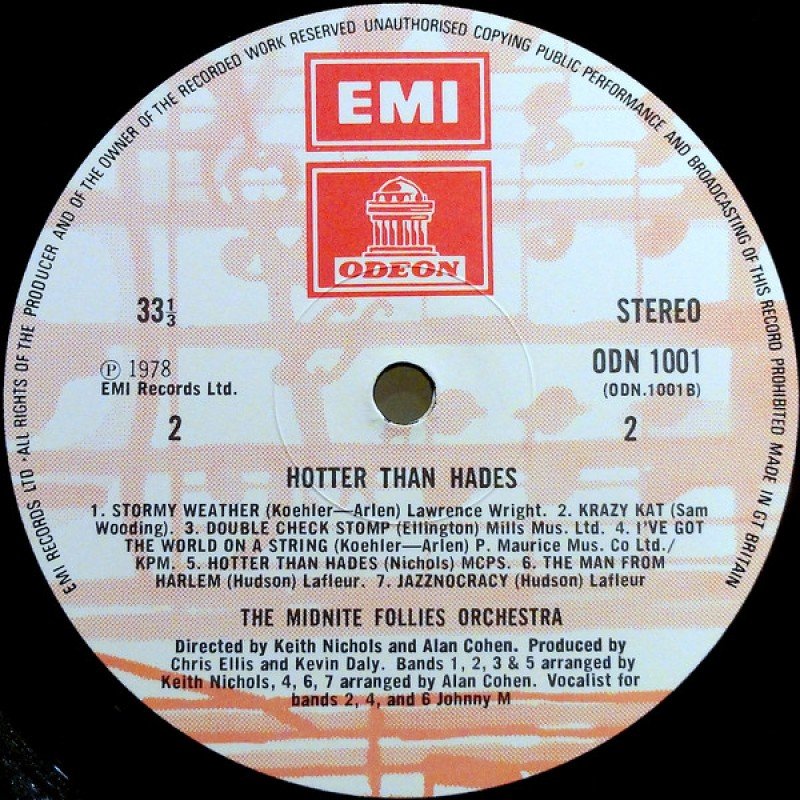 EMI RECORDS LTD · ALL RIGHTS OF THE PRODUCER AND OF THE OWNER OF THE RECORDED WORK RESERVED UNAUTHORISED COPYING PUBLIC PERFORMANCE AND BROADCASTING OF THIS RECORD PROHIBITED MADE IN GT BRITAIN
EMI
ODEON
33⅓
STEREO
℗ 1978
EMI Records Ltd.
ODN 1001
(ODN.1001B)
2
2
HOTTER THAN HADES
1. STORMY WEATHER (Koehler—Arlen) Lawrence Wright. 2. KRAZY KAT (Sam
Wooding). 3. DOUBLE CHECK STOMP (Ellington) Mills Mus. Ltd. 4. I'VE GOT
THE WORLD ON A STRING (Koehler—Arlen) P. Maurice Mus. Co Ltd./
KPM. 5. HOTTER THAN HADES (Nichols) MCPS. 6. THE MAN FROM
HARLEM (Hudson) Lafleur. 7. JAZZNOCRACY (Hudson) Lafleur
THE MIDNITE FOLLIES ORCHESTRA
Directed by Keith Nichols and Alan Cohen. Produced by
Chris Ellis and Kevin Daly. Bands 1, 2, 3 & 5 arranged by
Keith Nichols, 4, 6, 7 arranged by Alan Cohen. Vocalist for
bands 2, 4, and 6 Johnny M